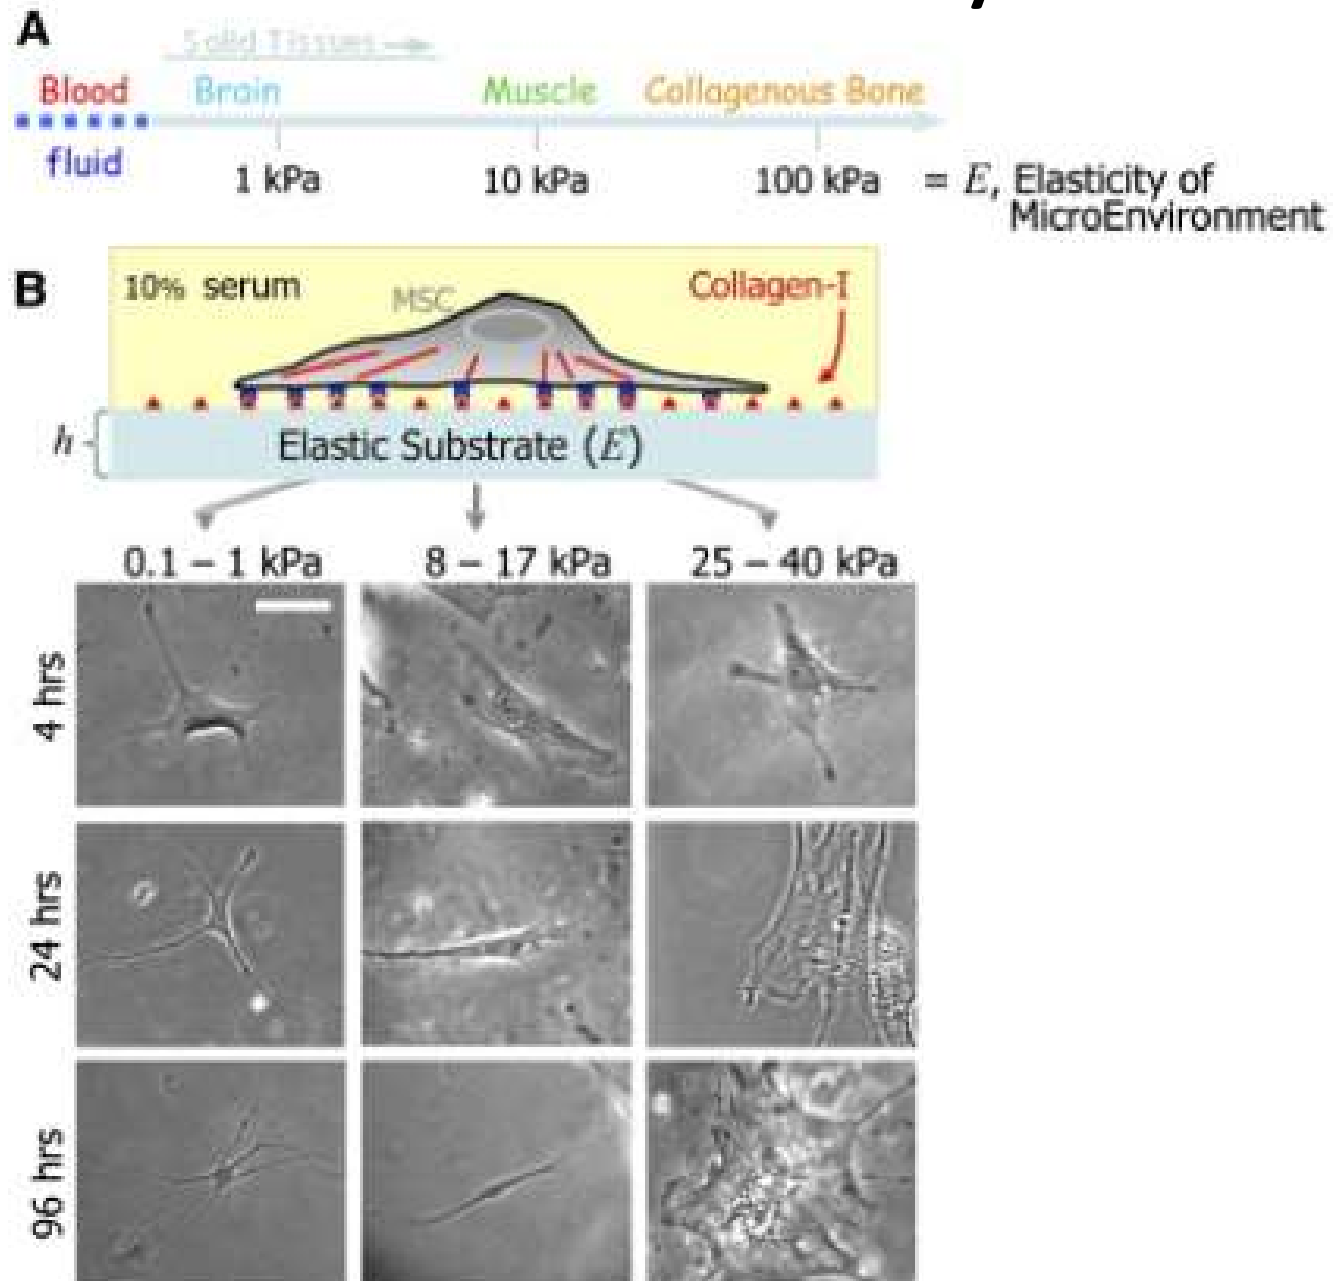 A
Solid Tissues
Blood Brain Muscle Collagenous Bone
fluid
1 kPa 10 kPa 100 kPa = E, Elasticity of
MicroEnvironment
B
10% serum MSC Collagen-I
h
Elastic Substrate (E)
0.1 – 1 kPa 8 – 17 kPa 25 – 40 kPa
4 hrs
24 hrs
96 hrs